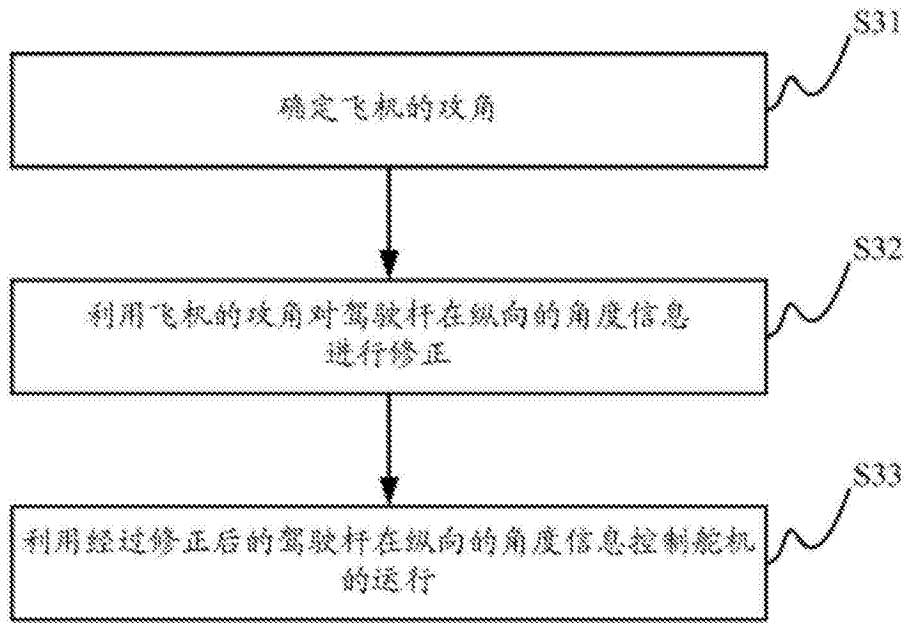 S31
确定飞机的攻角
S32
利用飞机的攻角对驾驶杆在纵向的角度信息
进行修正
S33
利用经过修正后的驾驶杆在纵向的角度信息控制舵机
的运行